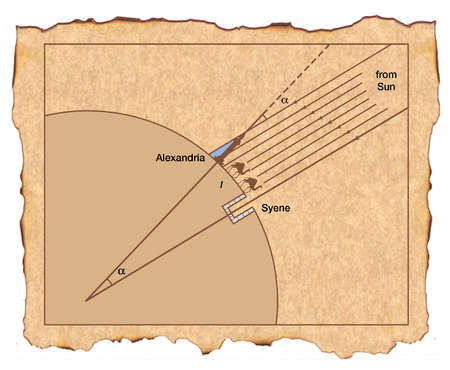 from
Sun
α
Alexandria
l
Syene
α